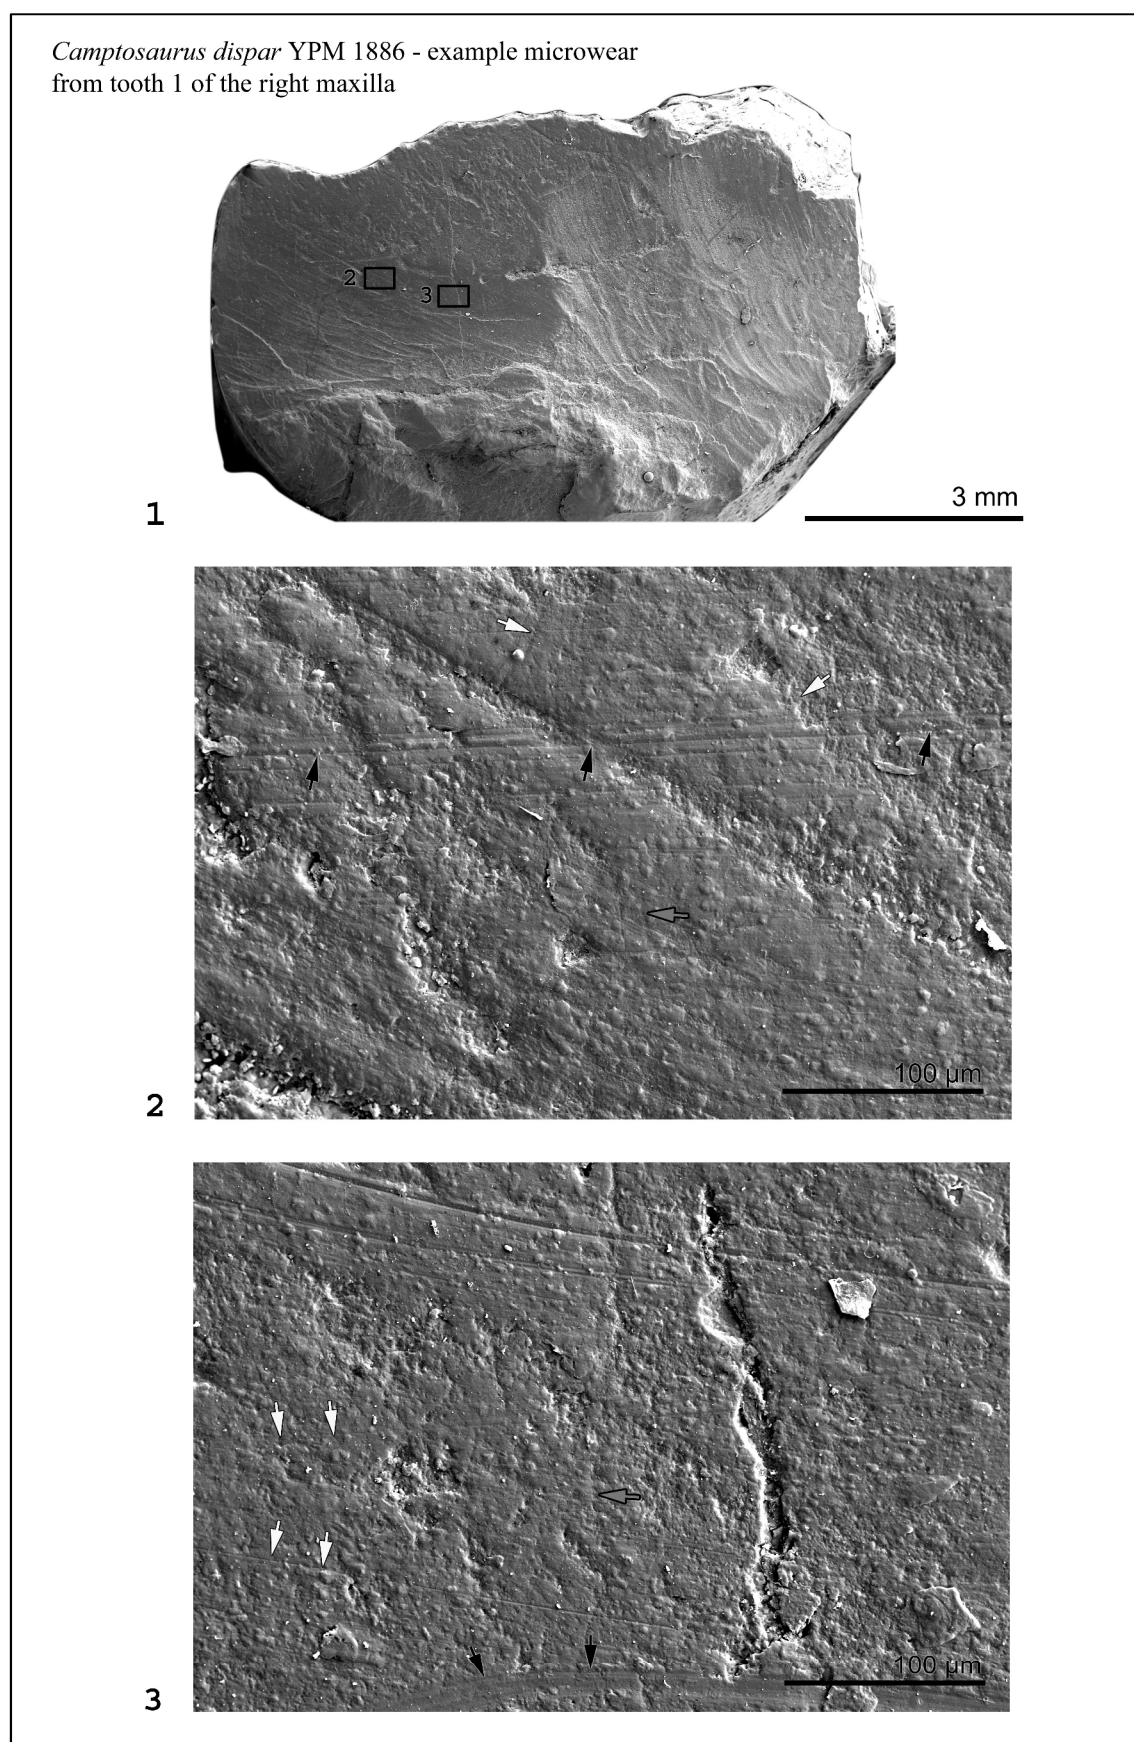 Camptosaurus dispar YPM 1886 - example microwear
from tooth 1 of the right maxilla
2
3
1
3 mm
100 µm
2
100 µm
3